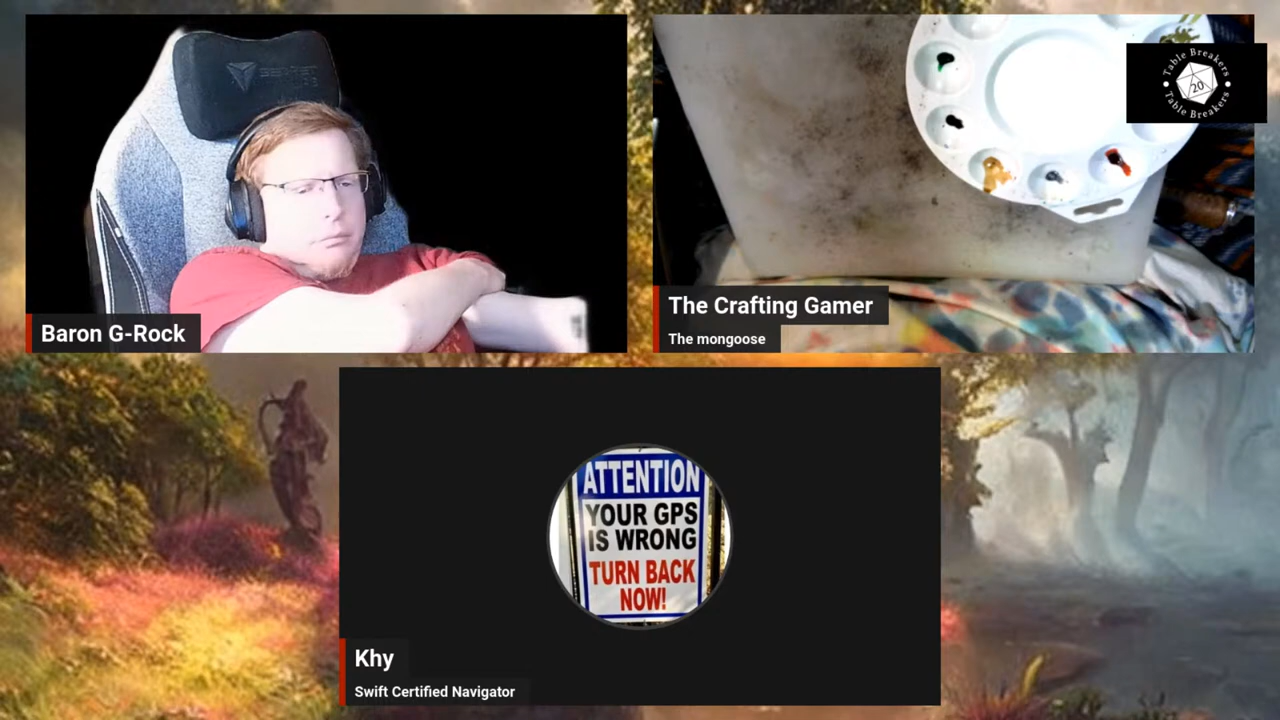 Baron G-Rock
Table Breakers
20
Table Breakers
The Crafting Gamer
The mongoose
ATTENTION
YOUR GPS
IS WRONG
TURN BACK
NOW!
Khy
Swift Certified Navigator